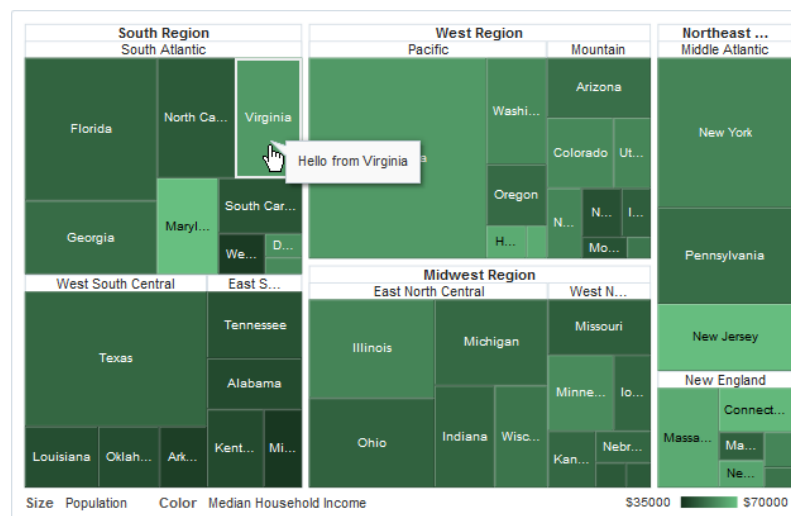 South Region
South Atlantic
Florida
North Ca...
Virginia
Georgia
Maryl...
South Car...
We...
D...
Hello from Virginia
West South Central
East S...
Texas
Tennessee
Alabama
Louisiana
Oklah...
Ark...
Kent...
Mi...
West Region
Pacific
Mountain
a
Washi...
Oregon
H...
Arizona
Colorado
Ut...
N...
N...
I...
Mo...
Midwest Region
East North Central
West N...
Illinois
Michigan
Ohio
Indiana
Wisc...
Missouri
Minne...
Io...
Kan...
Nebr...
Northeast ...
Middle Atlantic
New York
Pennsylvania
New Jersey
New England
Massa...
Connect...
Ma...
Ne...
Size Population Color Median Household Income $35000 $70000